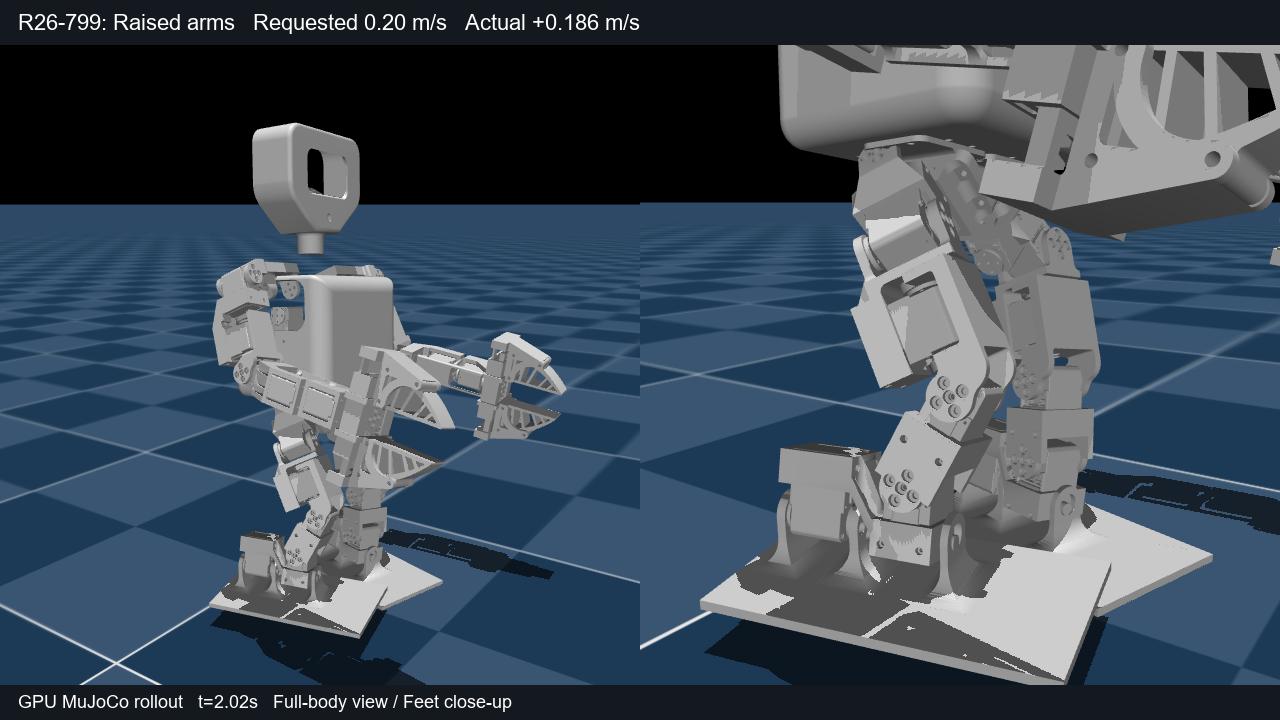 R26-799: Raised arms Requested 0.20 m/s Actual +0.186 m/s
GPU MuJoCo rollout t=2.02s Full-body view / Feet close-up